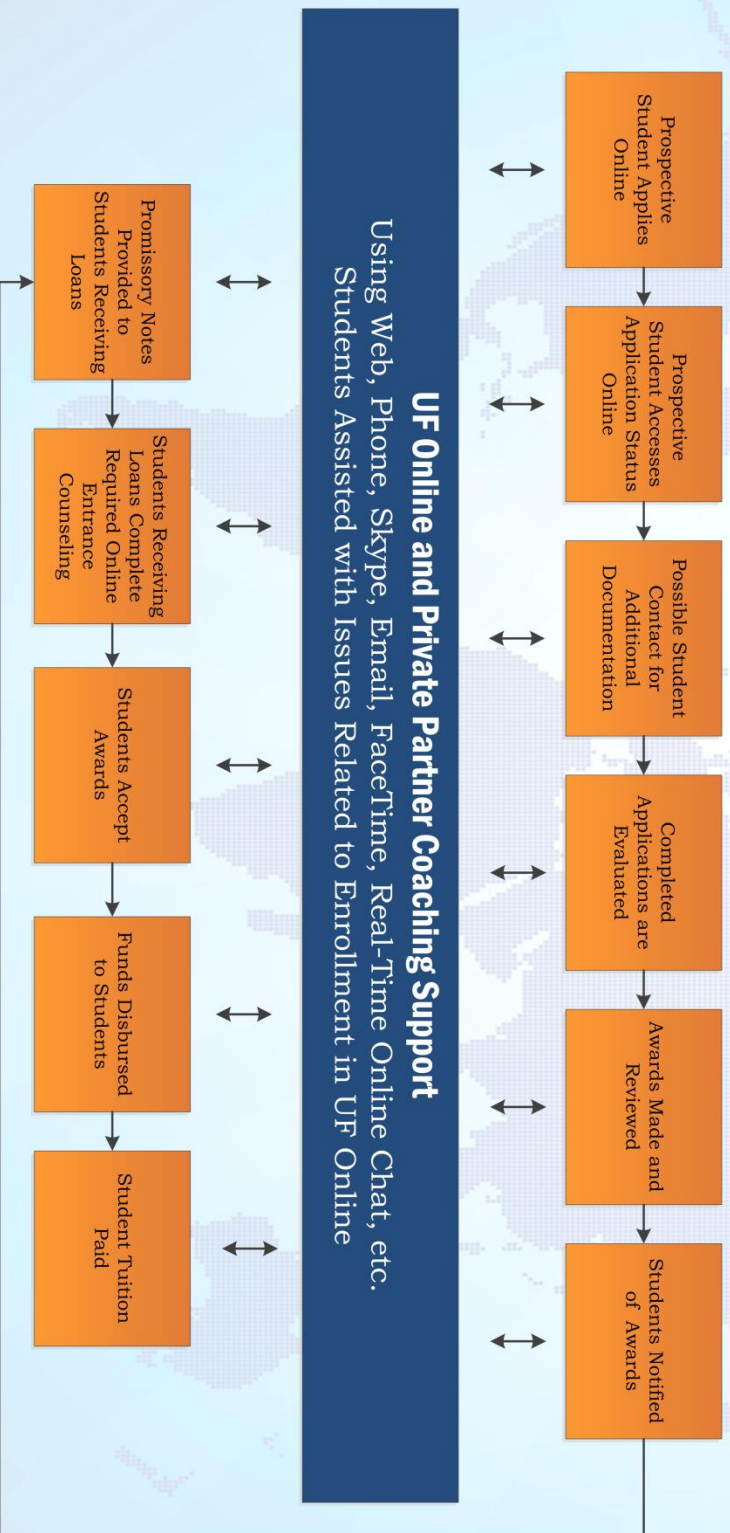 Prospective
Student Applies
Online
Prospective
Student Accesses
Application Status
Online
Possible Student
Contact for
Additional
Documentation
Completed
Applications are
Evaluated
Awards Made and
Reviewed
Students Notified
of Awards
UF Online and Private Partner Coaching Support
Using Web, Phone, Skype, Email, FaceTime, Real-Time Online Chat, etc.
Students Assisted with Issues Related to Enrollment in UF Online
Promissory Notes
Provided to
Students Receiving
Loans
Students Receiving
Loans Complete
Required Online
Entrance
Counseling
Students Accept
Awards
Funds Disbursed
to Students
Student Tuition
Paid